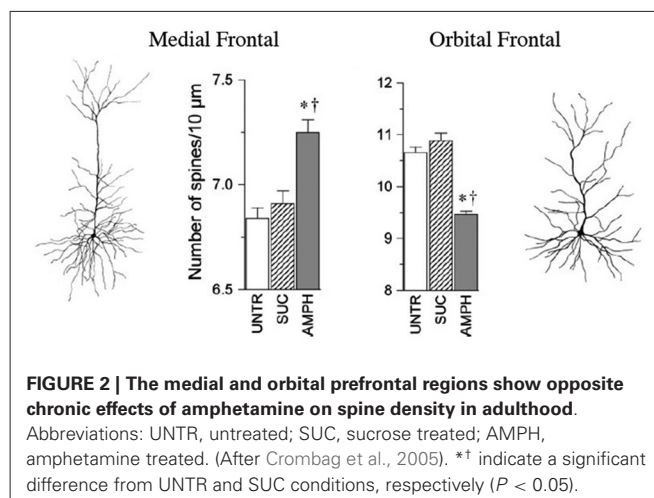 Medial Frontal
Orbital Frontal
Number of spines/10 μm
7.5
7.0
6.5
*†
UNTR
SUC
AMPH
12
11
10
9
8
*†
UNTR
SUC
AMPH
FIGURE 2 | The medial and orbital prefrontal regions show opposite
chronic effects of amphetamine on spine density in adulthood.
Abbreviations: UNTR, untreated; SUC, sucrose treated; AMPH,
amphetamine treated. (After Crombag et al., 2005). *† indicate a significant
difference from UNTR and SUC conditions, respectively (P < 0.05).